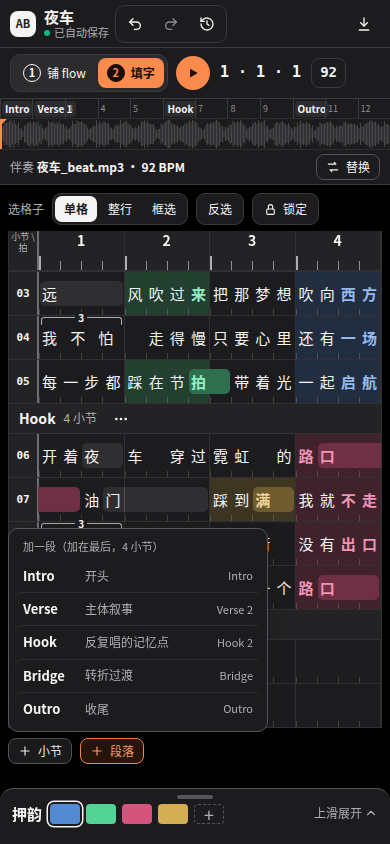 AB 夜车
已自动保存
1 铺 flow 2 填字 1 · 1 · 1 92
Intro Verse 1 4 5 Hook 7 8 9 Outro 11 12
伴奏 夜车_beat.mp3 · 92 BPM 替换
选格子 单格 整行 框选 反选 锁定
小节\拍 1 2 3 4
03 远 风 吹 过 来 把 那 梦 想 吹 向 西 方
3
04 我 不 怕 走 得 慢 只 要 心 里 还 有 一 场
05 每 一 步 都 踩 在 节 拍 带 着 光 一 起 启 航
Hook 4 小节 ···
06 开 着 夜 车 穿 过 霓 虹 的 路 口
07 油 门 踩 到 满 我 就 不 走
3
没 有 出 口
个 路 口
加一段（加在最后，4 小节）
Intro 开头 Intro
Verse 主体叙事 Verse 2
Hook 反复唱的记忆点 Hook 2
Bridge 转折过渡 Bridge
Outro 收尾 Outro
+ 小节 + 段落
押韵 + 上滑展开